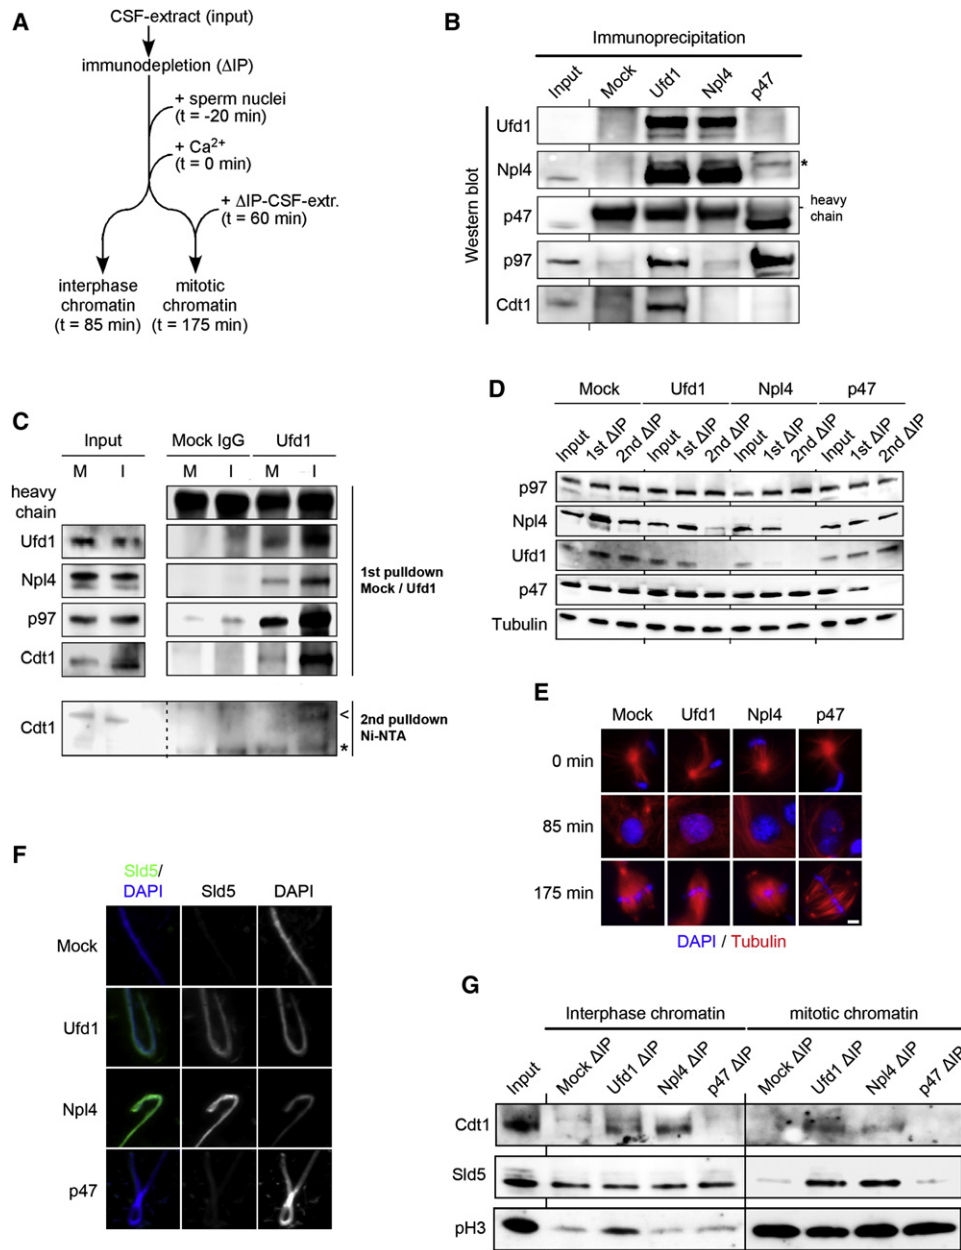 A
CSF-extract (input)
immunodepletion (ΔIP)
+ sperm nuclei
(t = -20 min)
+ Ca²⁺
(t = 0 min)
+ ΔIP-CSF-extr.
(t = 60 min)
interphase mitotic
chromatin chromatin
(t = 85 min) (t = 175 min)
B
Immunoprecipitation
Input Mock Ufd1 Npl4 p47
Western blot
Ufd1
Npl4 *
p47 heavy
chain
p97
Cdt1
C
Input Mock IgG Ufd1
M I M I M I
heavy
chain
Ufd1
Npl4
p97
Cdt1
1st pulldown
Mock / Ufd1
Cdt1 <
*
2nd pulldown
Ni-NTA
D
Mock Ufd1 Npl4 p47
Input 1st ΔIP 2nd ΔIP Input 1st ΔIP 2nd ΔIP Input 1st ΔIP 2nd ΔIP Input 1st ΔIP 2nd ΔIP
p97
Npl4
Ufd1
p47
Tubulin
E
Mock Ufd1 Npl4 p47
0 min
85 min
175 min
DAPI / Tubulin
F
Sld5/
DAPI Sld5 DAPI
Mock
Ufd1
Npl4
p47
G
Interphase chromatin mitotic chromatin
Input Mock ΔIP Ufd1 ΔIP Npl4 ΔIP p47 ΔIP Mock ΔIP Ufd1 ΔIP Npl4 ΔIP p47 ΔIP
Cdt1
Sld5
pH3